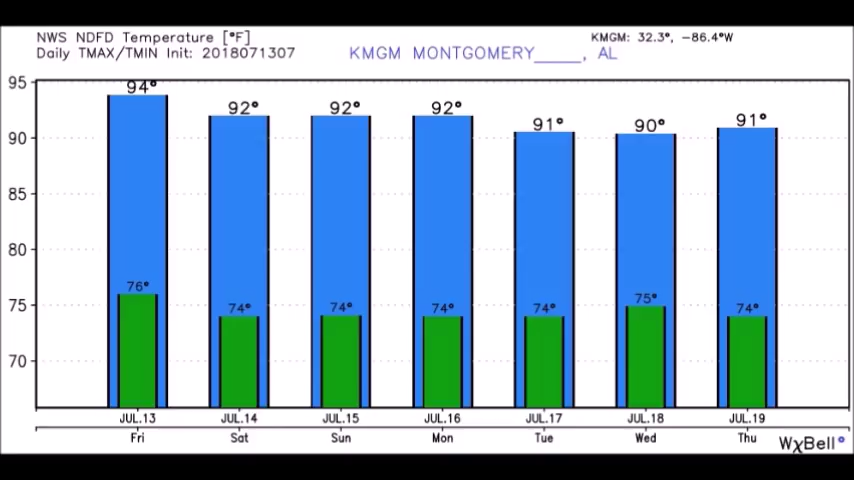 NWS NDFD Temperature [°F]
KMGM: 32.3°, −86.4°W
Daily TMAX/TMIN Init: 2018071307
KMGM MONTGOMERY_____, AL
95
94°
92°
92°
92°
91°
90°
91°
90
85
80
75
70
76°
74°
74°
74°
74°
75°
74°
JUL.13
JUL.14
JUL.15
JUL.16
JUL.17
JUL.18
JUL.19
Fri
Sat
Sun
Mon
Tue
Wed
Thu
WχBell°